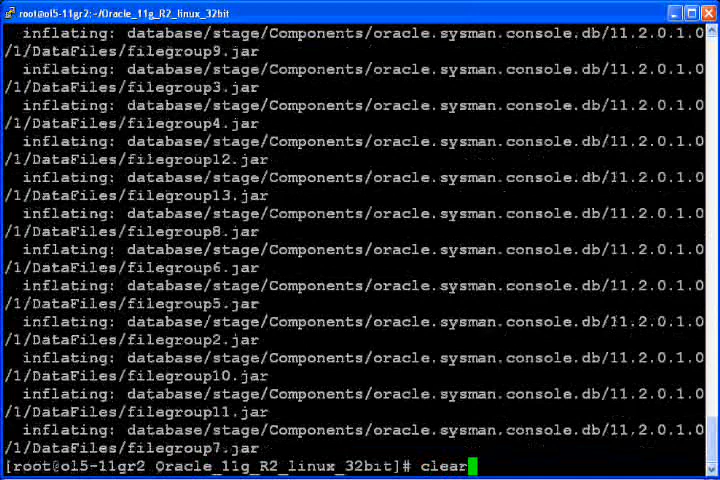 root@ol5-11gr2:~/Oracle_11g_R2_linux_32bit
inflating: database/stage/Components/oracle.sysman.console.db/11.2.0.1.0
/1/DataFiles/filegroup9.jar
inflating: database/stage/Components/oracle.sysman.console.db/11.2.0.1.0
/1/DataFiles/filegroup3.jar
inflating: database/stage/Components/oracle.sysman.console.db/11.2.0.1.0
/1/DataFiles/filegroup4.jar
inflating: database/stage/Components/oracle.sysman.console.db/11.2.0.1.0
/1/DataFiles/filegroup12.jar
inflating: database/stage/Components/oracle.sysman.console.db/11.2.0.1.0
/1/DataFiles/filegroup13.jar
inflating: database/stage/Components/oracle.sysman.console.db/11.2.0.1.0
/1/DataFiles/filegroup8.jar
inflating: database/stage/Components/oracle.sysman.console.db/11.2.0.1.0
/1/DataFiles/filegroup6.jar
inflating: database/stage/Components/oracle.sysman.console.db/11.2.0.1.0
/1/DataFiles/filegroup5.jar
inflating: database/stage/Components/oracle.sysman.console.db/11.2.0.1.0
/1/DataFiles/filegroup2.jar
inflating: database/stage/Components/oracle.sysman.console.db/11.2.0.1.0
/1/DataFiles/filegroup10.jar
inflating: database/stage/Components/oracle.sysman.console.db/11.2.0.1.0
/1/DataFiles/filegroup11.jar
inflating: database/stage/Components/oracle.sysman.console.db/11.2.0.1.0
/1/DataFiles/filegroup7.jar
[root@ol5-11gr2 Oracle_11g_R2_linux_32bit]# clear